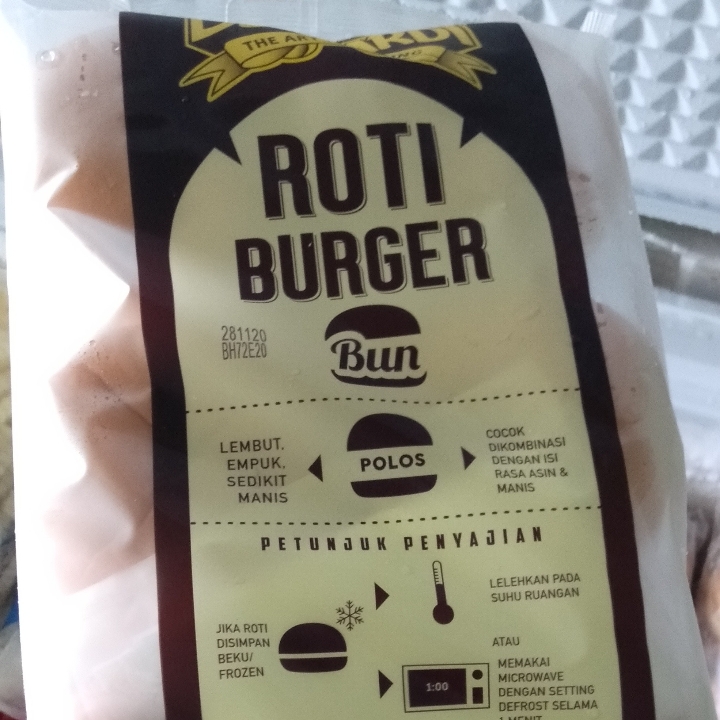 THE AR
ROTI
BURGER
281120
BH72E20
Bun
LEMBUT,
EMPUK,
SEDIKIT
MANIS
POLOS
COCOK
DIKOMBINASI
DENGAN ISI
RASA ASIN &
MANIS
PETUNJUK PENYAJIAN
JIKA ROTI
DISIMPAN
BEKU/
FROZEN
LELEHKAN PADA
SUHU RUANGAN
ATAU
1:00
MEMAKAI
MICROWAVE
DENGAN SETTING
DEFROST SELAMA
1 MENIT